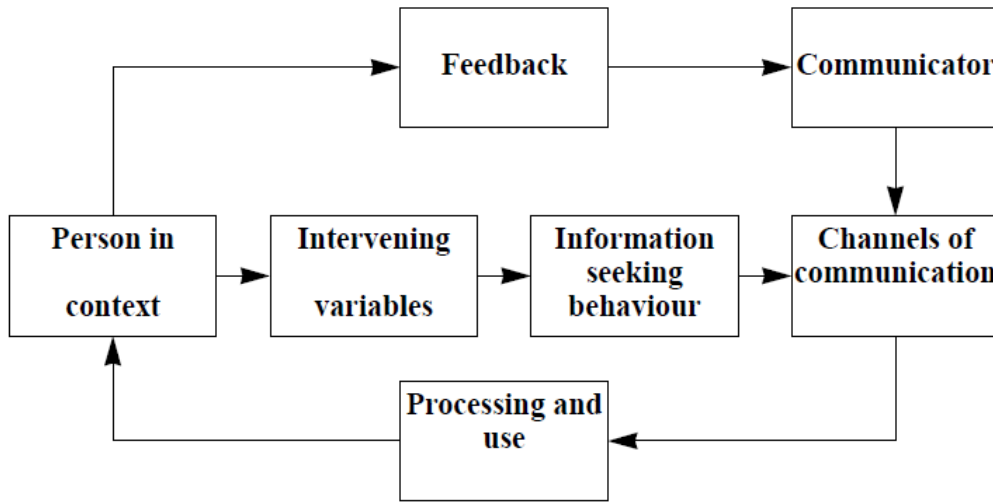 Feedback
Communicator
Person in
context
Intervening
variables
Information
seeking
behaviour
Channels of
communication
Processing and
use